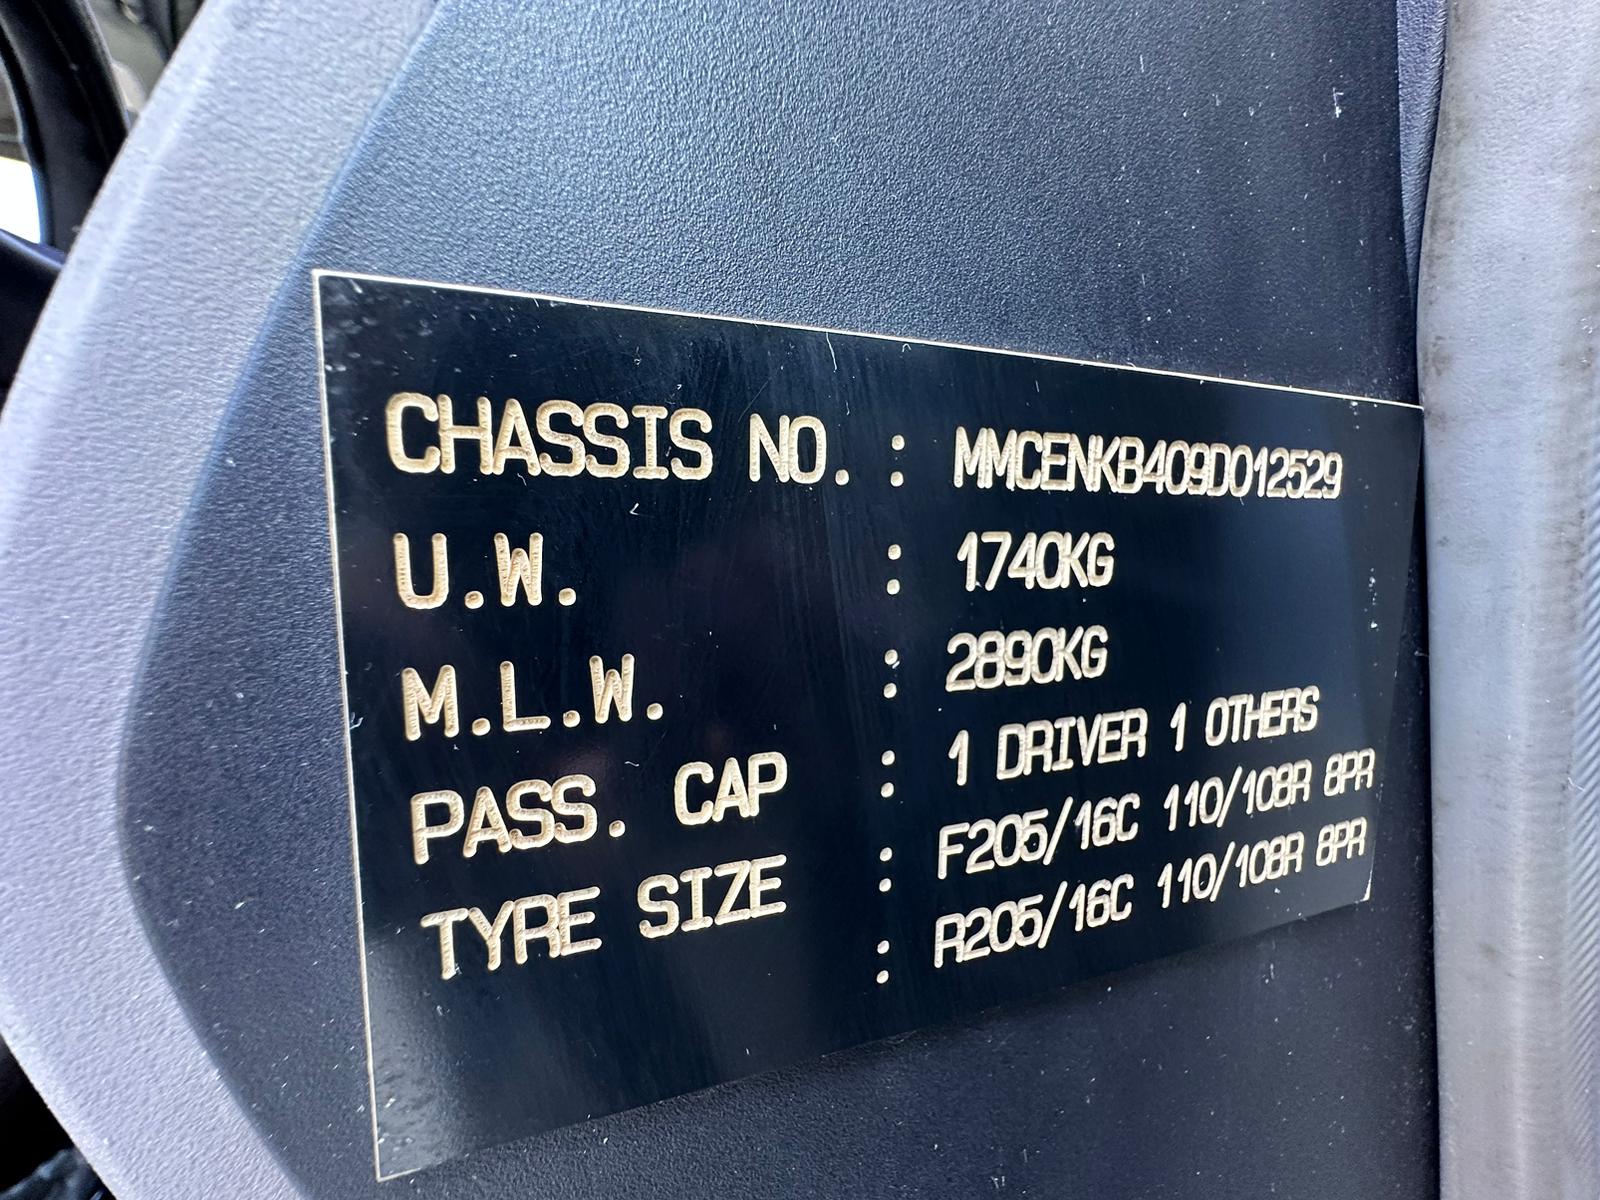 CHASSIS NO. : MMCENKB409D012529
U.W. : 1740KG
M.L.W. : 2890KG
PASS. CAP : 1 DRIVER 1 OTHERS
TYRE SIZE : F205/16C 110/108R 8PR
: R205/16C 110/108R 8PR